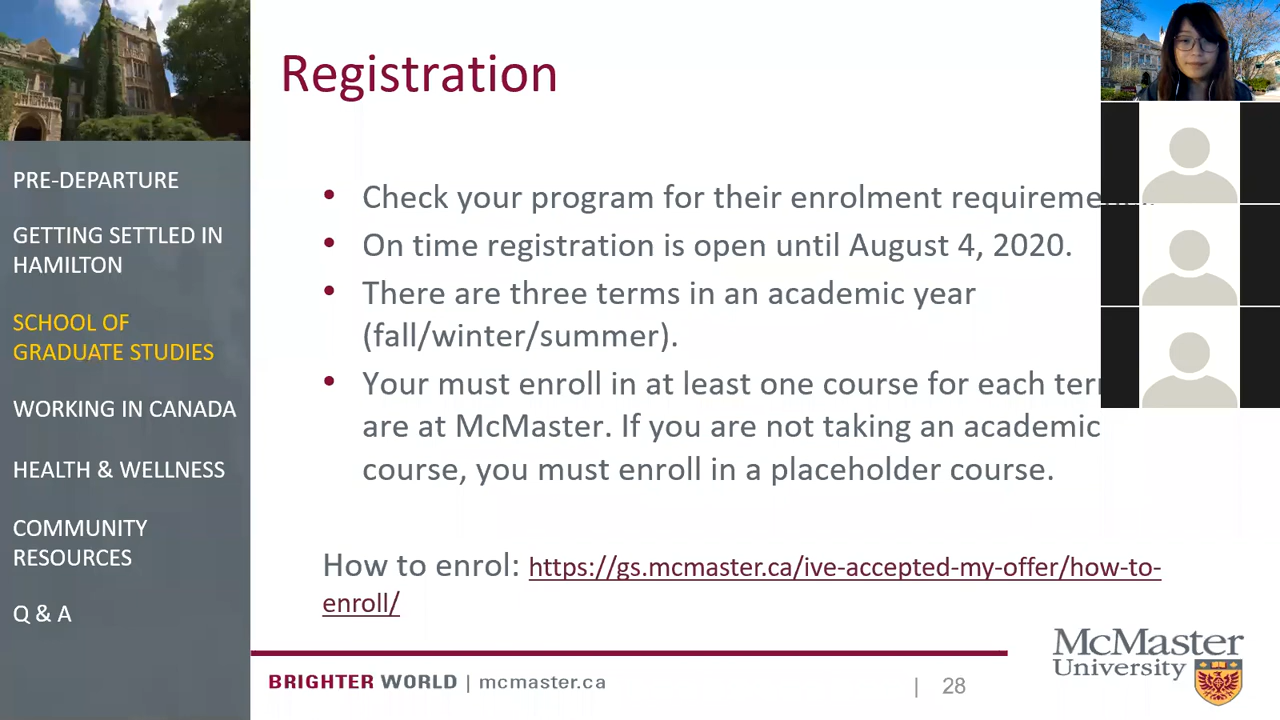 Registration
PRE-DEPARTURE
GETTING SETTLED IN
HAMILTON
SCHOOL OF
GRADUATE STUDIES
WORKING IN CANADA
HEALTH & WELLNESS
COMMUNITY
RESOURCES
Q & A
• Check your program for their enrolment
• On time registration is open until August 4, 2020.
• There are three terms in an academic year
(fall/winter/summer).
• Your must enroll in at least one course for each
are at McMaster. If you are not taking an academic
course, you must enroll in a placeholder course.
How to enrol: https://gs.mcmaster.ca/ive-accepted-my-offer/how-to-
enroll/
BRIGHTER WORLD | mcmaster.ca
| 28
McMaster
University